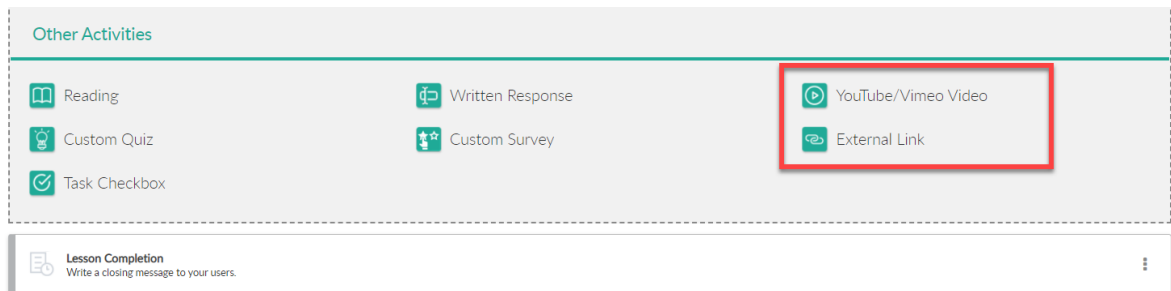 Other Activities
Reading
Written Response
YouTube/Vimeo Video
Custom Quiz
Custom Survey
External Link
Task Checkbox
Lesson Completion
Write a closing message to your users.